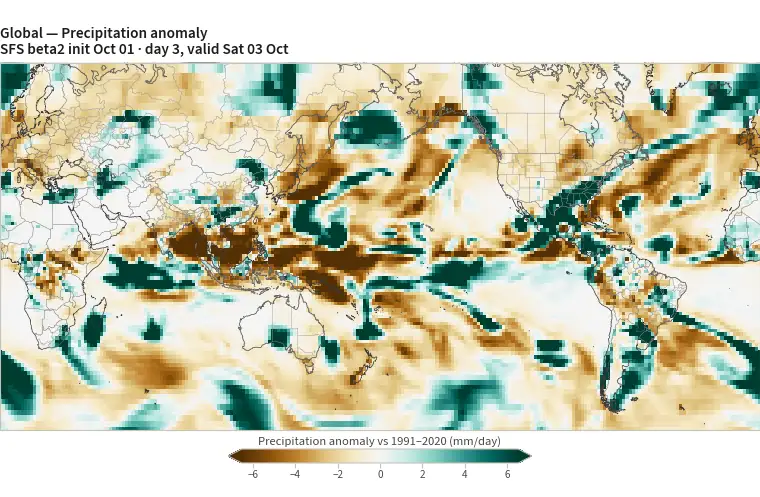 Global — Precipitation anomaly
SFS beta2 init Oct 01 · day 3, valid Sat 03 Oct
Precipitation anomaly vs 1991–2020 (mm/day)
−6 −4 −2 0 2 4 6